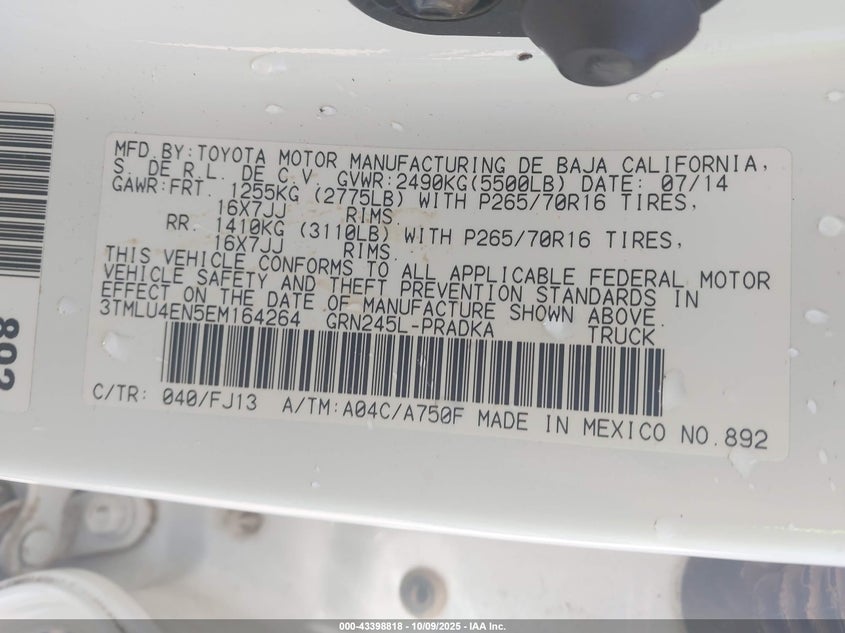 MFD.BY:TOYOTA MOTOR MANUFACTURING DE BAJA CALIFORNIA,
S. DE R.L. DE C.V. GVWR:2490KG(5500LB) DATE: 07/14
GAWR:FRT. 1255KG (2775LB) WITH P265/70R16 TIRES,
16X7JJ RIMS.
RR. 1410KG (3110LB) WITH P265/70R16 TIRES,
16X7JJ RIMS.
THIS VEHICLE CONFORMS TO ALL APPLICABLE FEDERAL MOTOR
VEHICLE SAFETY AND THEFT PREVENTION STANDARDS IN
EFFECT ON THE DATE OF MANUFACTURE SHOWN ABOVE.
3TMLU4EN5EM164264 GRN245L-PRADKA TRUCK
C/TR: 040/FJ13 A/TM:A04C/A750F MADE IN MEXICO NO.892
892
000-43398818 - 10/09/2025 - IAA Inc.